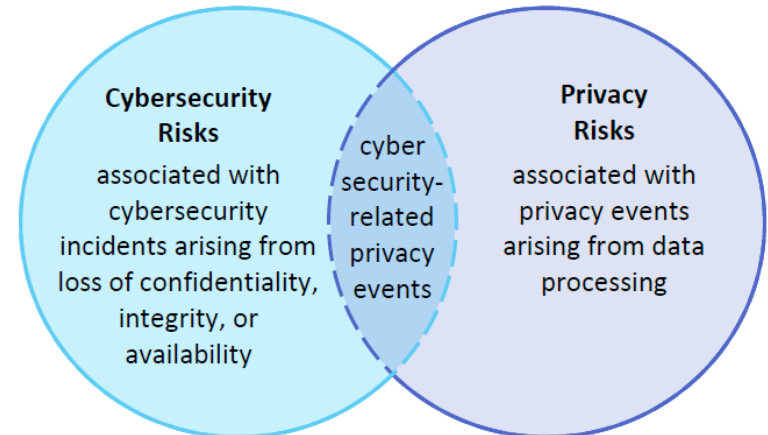 Cybersecurity
Risks
associated with
cybersecurity
incidents arising from
loss of confidentiality,
integrity, or
availability
cyber
security-
related
privacy
events
Privacy
Risks
associated with
privacy events
arising from data
processing